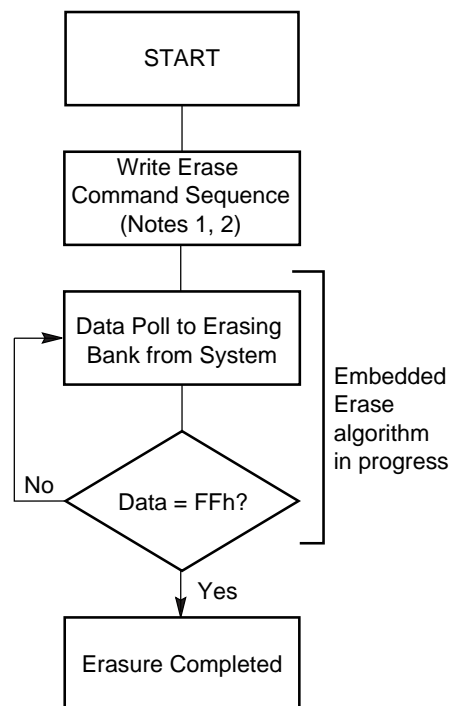 START
Write Erase
Command Sequence
(Notes 1, 2)
Data Poll to Erasing
Bank from System
Embedded
Erase
algorithm
in progress
No
Data = FFh?
Yes
Erasure Completed